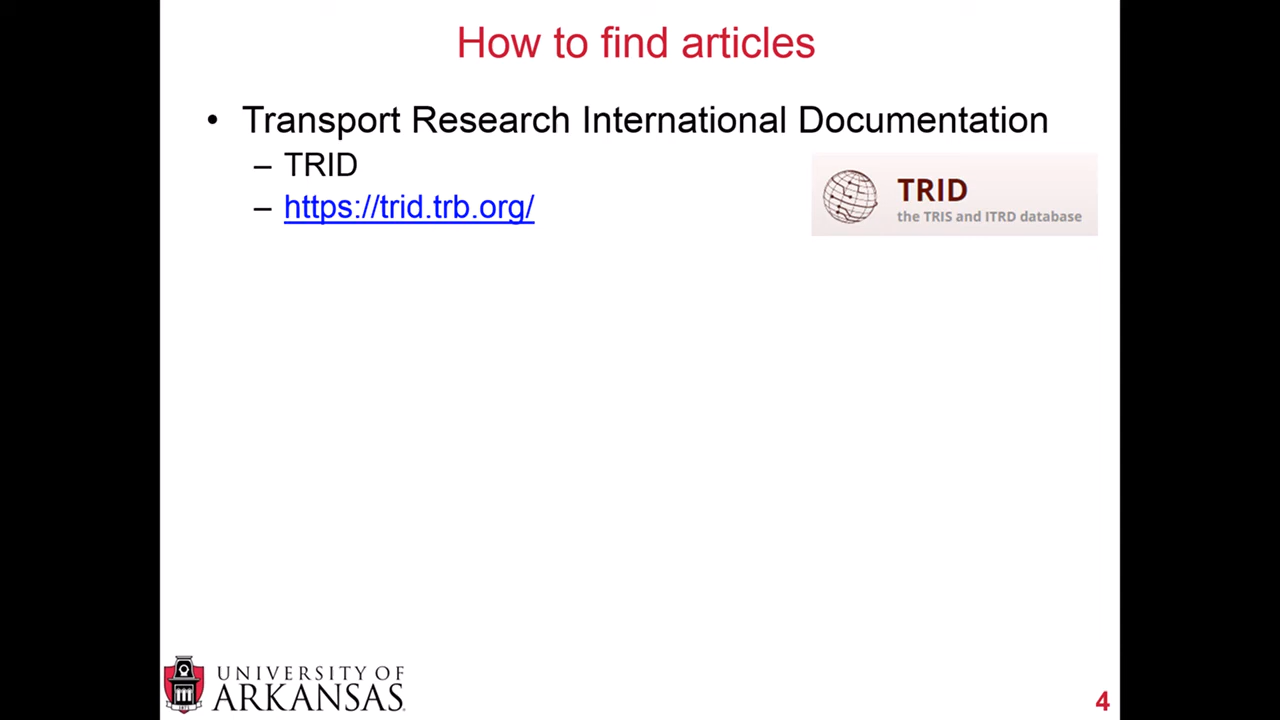 How to find articles
• Transport Research International Documentation
– TRID
– https://trid.trb.org/
TRID
the TRIS and ITRD database
UNIVERSITY OF
ARKANSAS
4